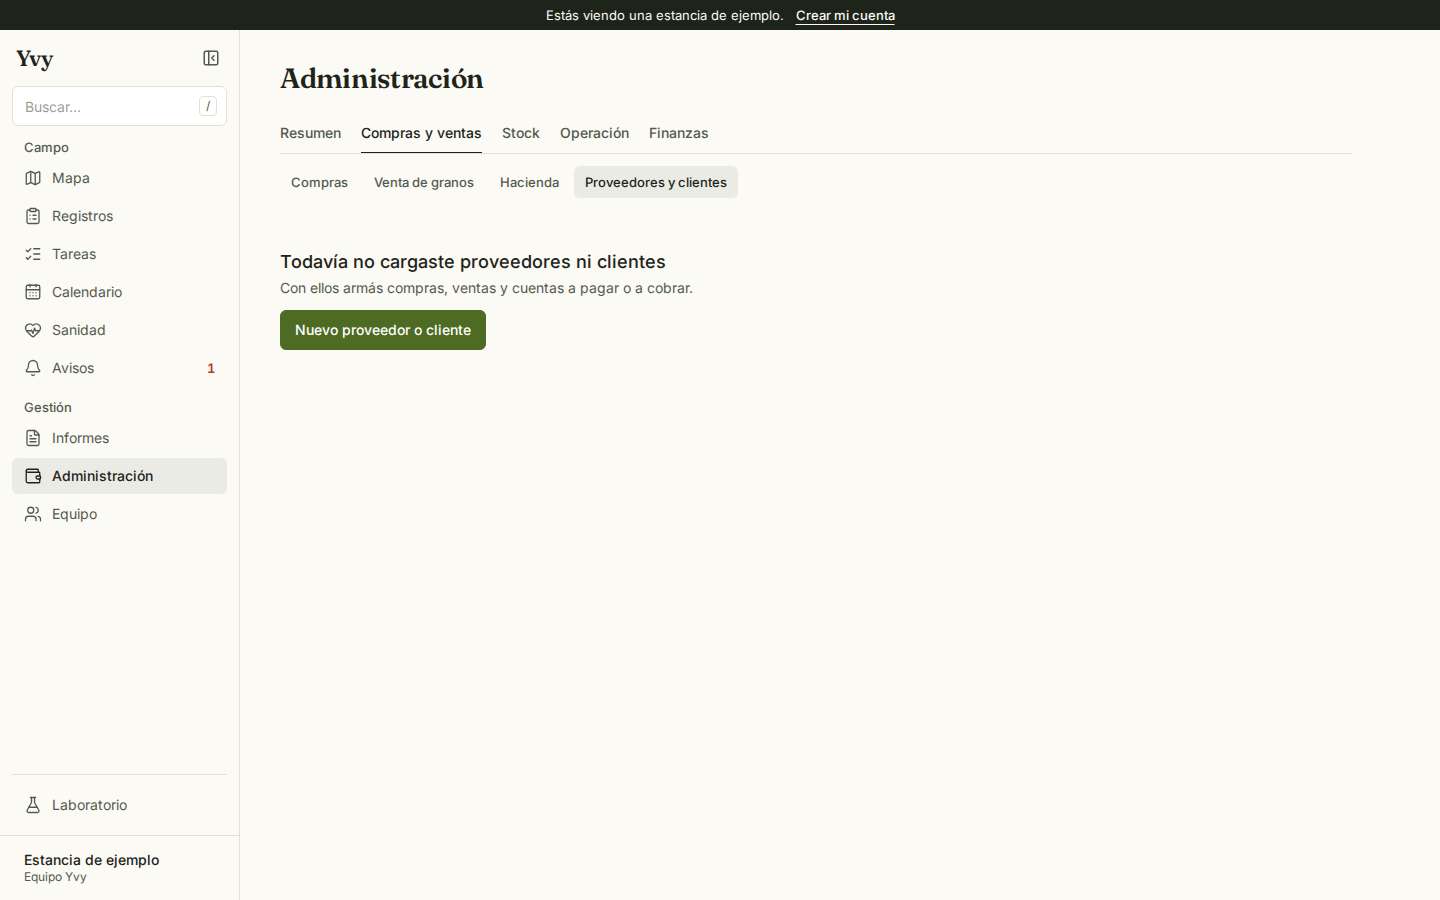 Estás viendo una estancia de ejemplo. Crear mi cuenta
Yvy
Buscar... /
Campo
Mapa
Registros
Tareas
Calendario
Sanidad
Avisos 1
Gestión
Informes
Administración
Equipo
Laboratorio
Estancia de ejemplo
Equipo Yvy
Administración
Resumen Compras y ventas Stock Operación Finanzas
Compras Venta de granos Hacienda Proveedores y clientes
Todavía no cargaste proveedores ni clientes
Con ellos armás compras, ventas y cuentas a pagar o a cobrar.
Nuevo proveedor o cliente